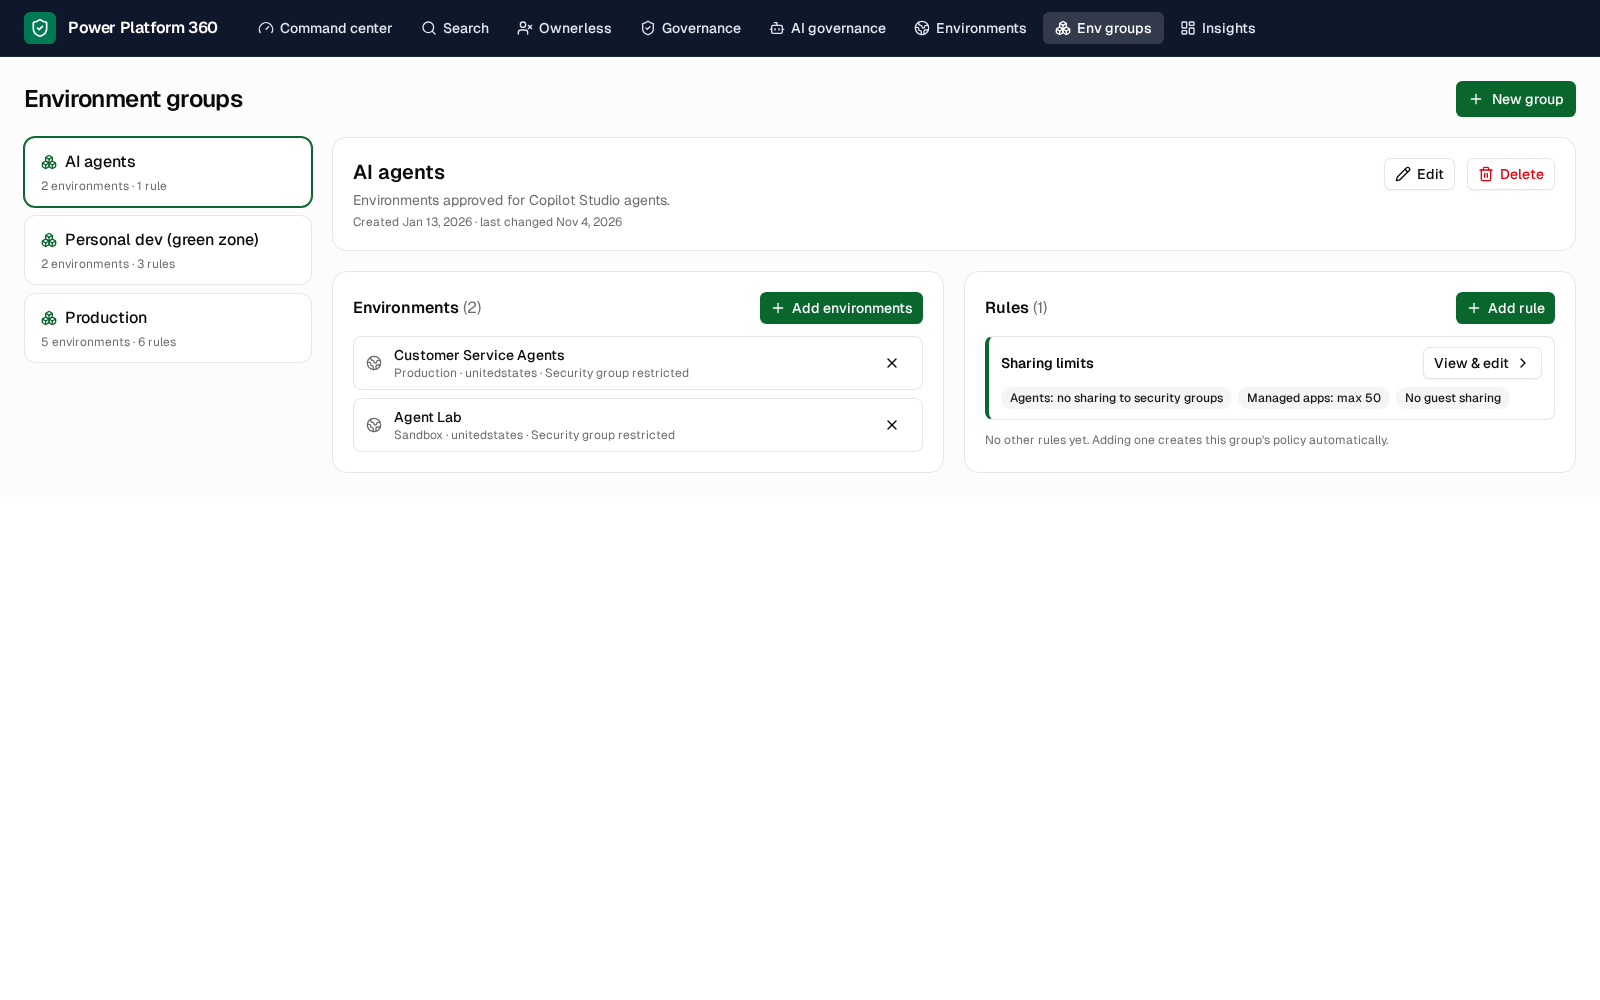 Power Platform 360
Command center
Search
Ownerless
Governance
AI governance
Environments
Env groups
Insights
Environment groups
New group
AI agents
2 environments · 1 rule
Personal dev (green zone)
2 environments · 3 rules
Production
5 environments · 6 rules
AI agents
Environments approved for Copilot Studio agents.
Created Jan 13, 2026 · last changed Nov 4, 2026
Edit
Delete
Environments (2)
Add environments
Customer Service Agents
Production · unitedstates · Security group restricted
Agent Lab
Sandbox · unitedstates · Security group restricted
Rules (1)
Add rule
Sharing limits
View & edit
Agents: no sharing to security groups
Managed apps: max 50
No guest sharing
No other rules yet. Adding one creates this group's policy automatically.